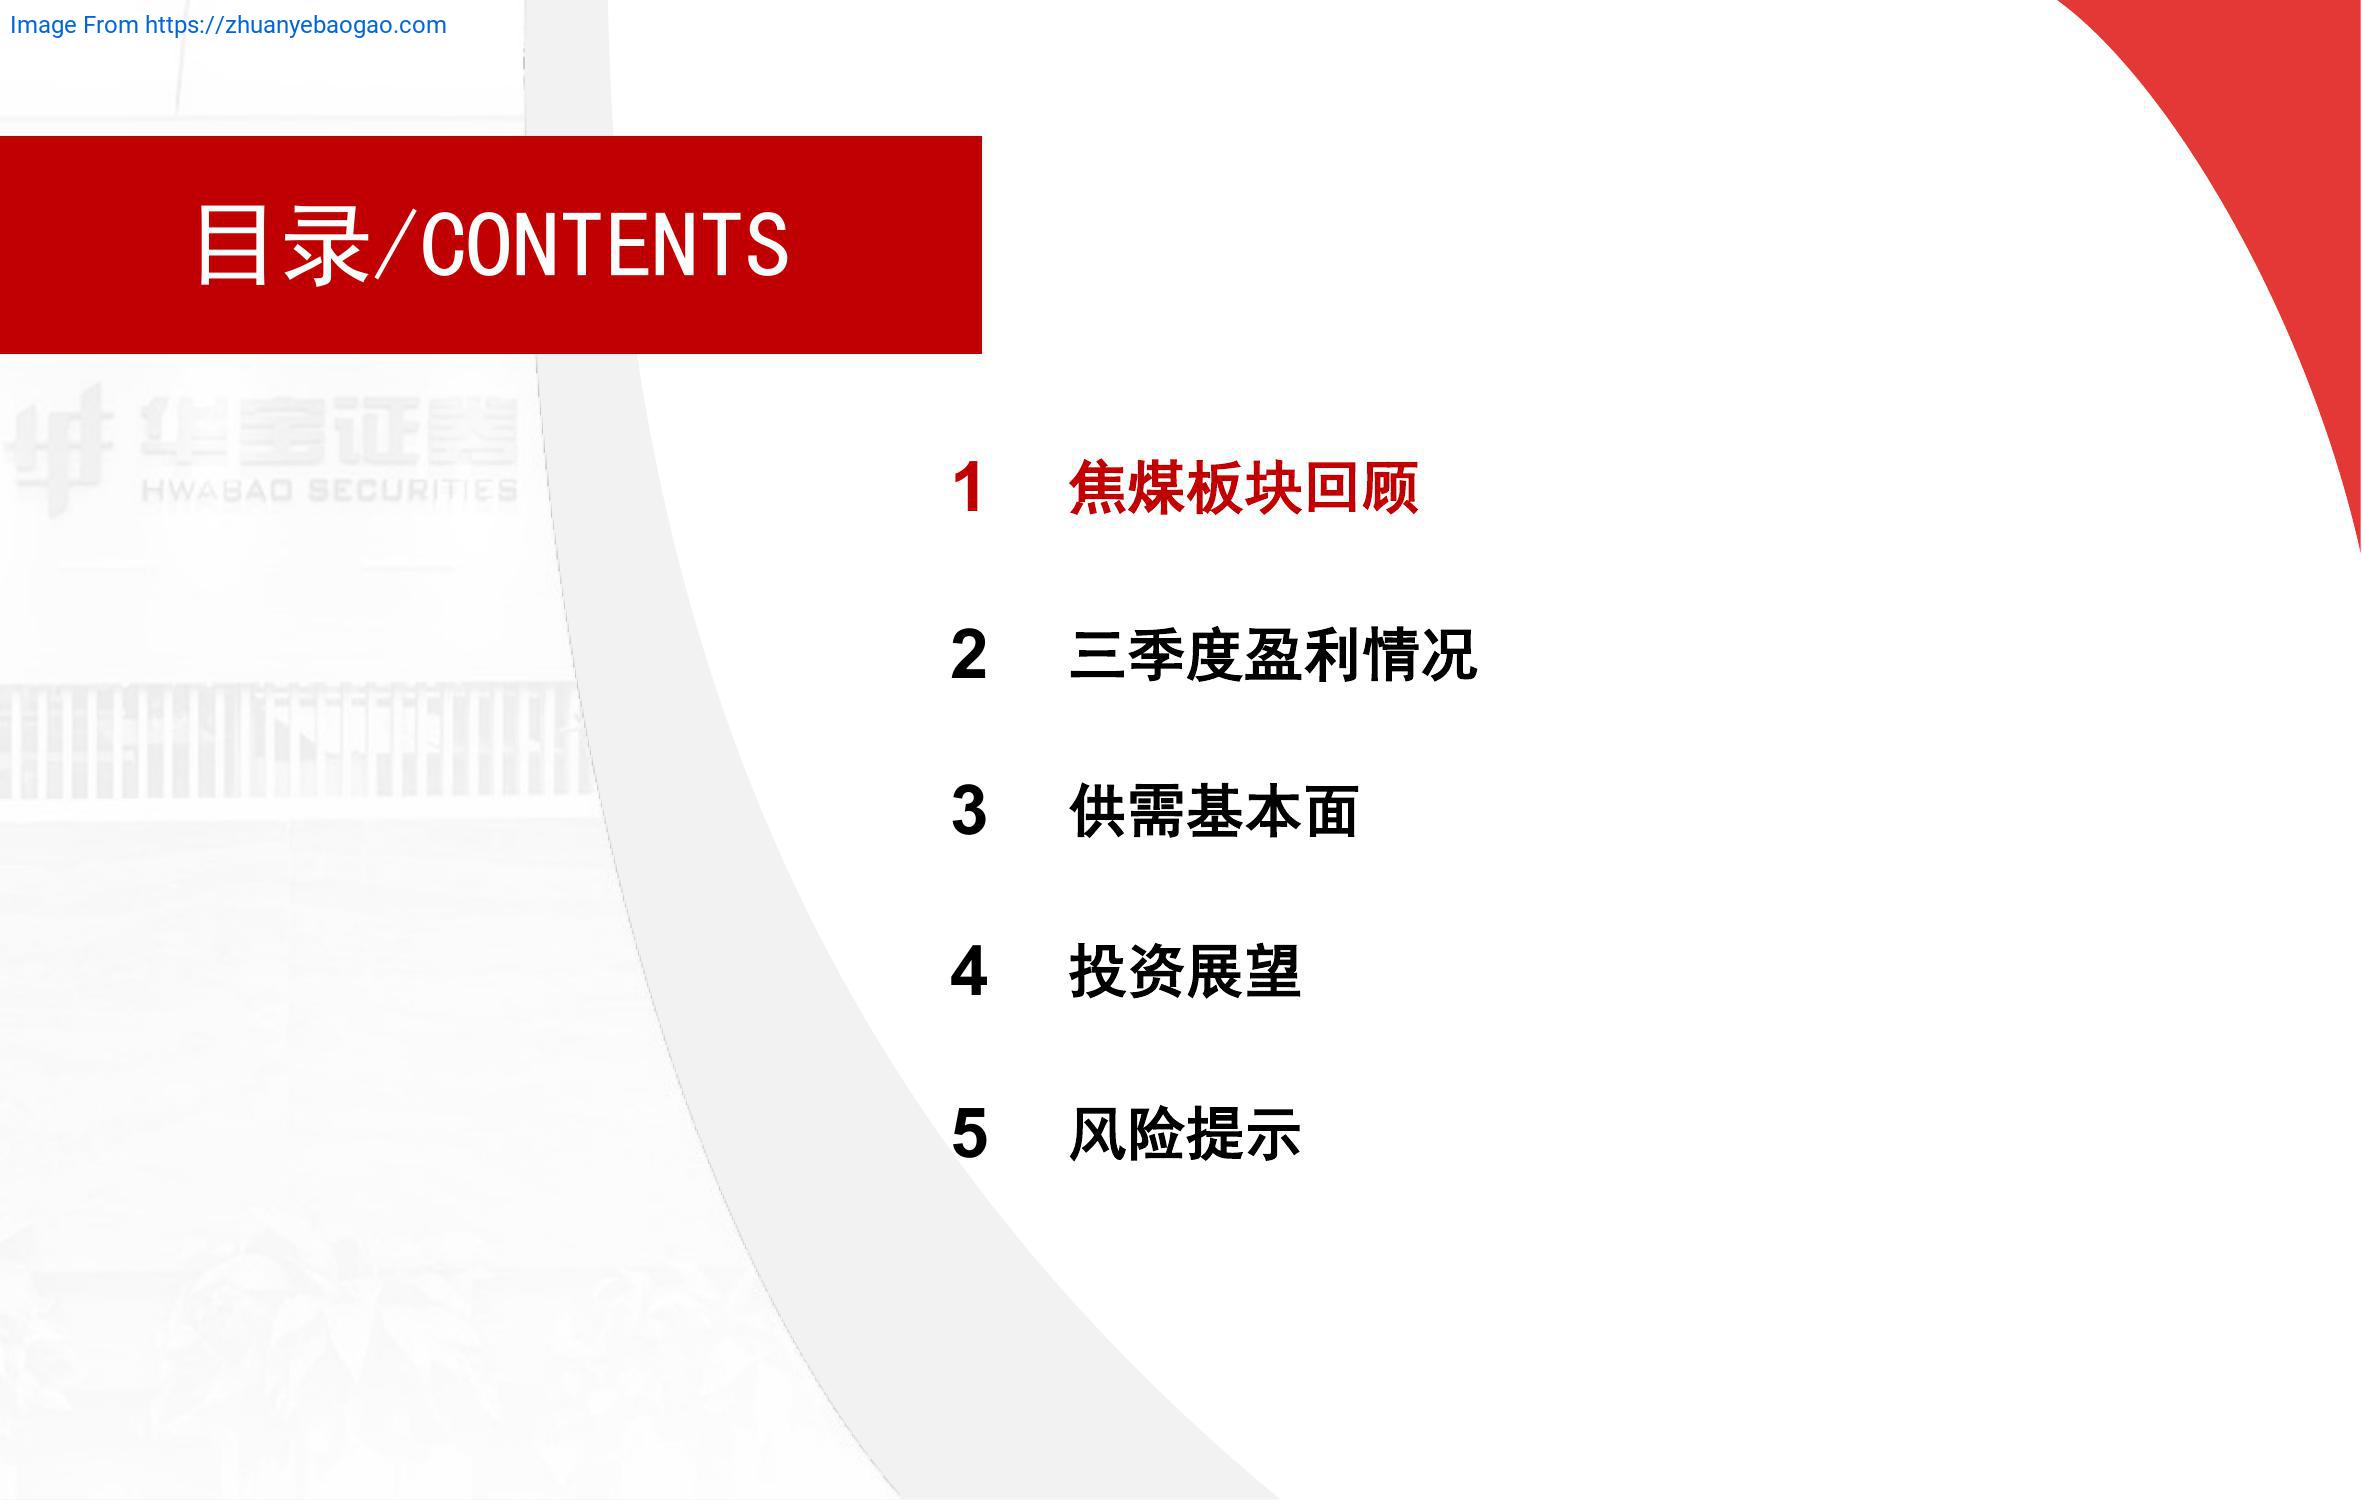 Image From https://zhuanyebaogao.com
目录/CONTENTS
华宝证券
HWABAO SECURITIES
1 焦煤板块回顾
2 三季度盈利情况
3 供需基本面
4 投资展望
5 风险提示